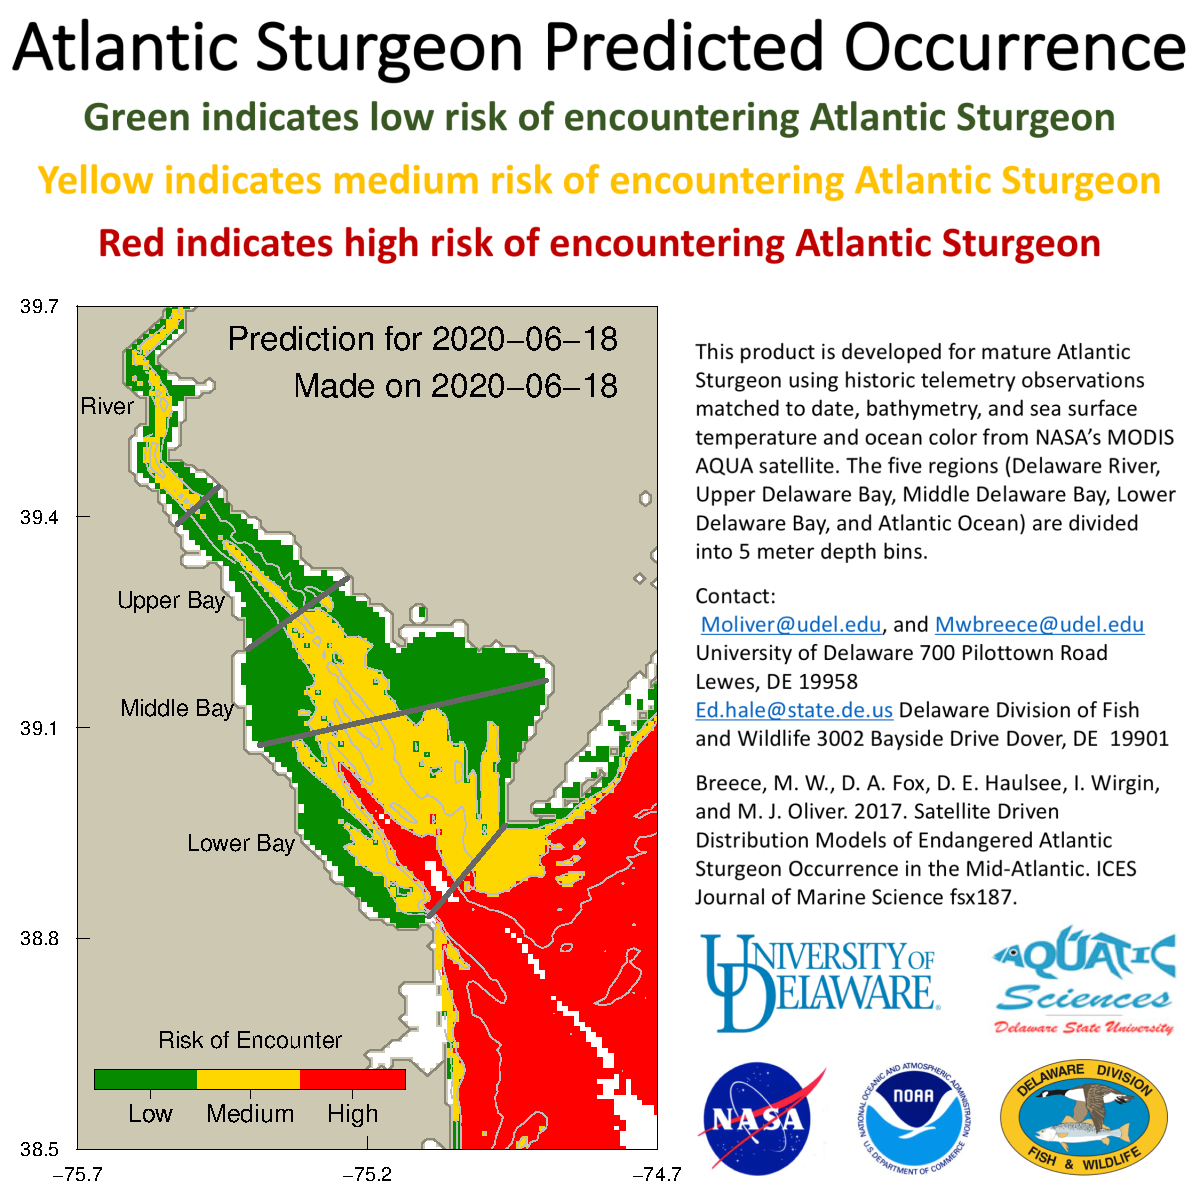 Atlantic Sturgeon Predicted Occurrence
Green indicates low risk of encountering Atlantic Sturgeon
Yellow indicates medium risk of encountering Atlantic Sturgeon
Red indicates high risk of encountering Atlantic Sturgeon
39.7
39.4
39.1
38.8
38.5
−75.7
−75.2
−74.7
Prediction for 2020−06−18
Made on 2020−06−18
River
Upper Bay
Middle Bay
Lower Bay
Risk of Encounter
Low
Medium
High
This product is developed for mature Atlantic
Sturgeon using historic telemetry observations
matched to date, bathymetry, and sea surface
temperature and ocean color from NASA’s MODIS
AQUA satellite. The five regions (Delaware River,
Upper Delaware Bay, Middle Delaware Bay, Lower
Delaware Bay, and Atlantic Ocean) are divided
into 5 meter depth bins.
Contact:
Moliver@udel.edu, and Mwbreece@udel.edu
University of Delaware 700 Pilottown Road
Lewes, DE 19958
Ed.hale@state.de.us Delaware Division of Fish
and Wildlife 3002 Bayside Drive Dover, DE 19901
Breece, M. W., D. A. Fox, D. E. Haulsee, I. Wirgin,
and M. J. Oliver. 2017. Satellite Driven
Distribution Models of Endangered Atlantic
Sturgeon Occurrence in the Mid-Atlantic. ICES
Journal of Marine Science fsx187.
UNIVERSITY OF
DELAWARE®
AQUATIC
Sciences
Delaware State University
NASA
NATIONAL OCEANIC AND ATMOSPHERIC ADMINISTRATION
NOAA
U.S. DEPARTMENT OF COMMERCE
DELAWARE DIVISION
FISH & WILDLIFE